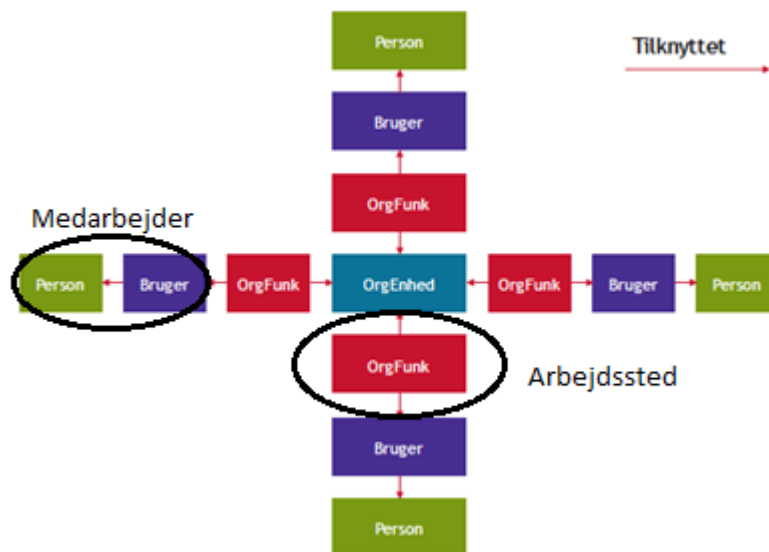 Person
Tilknyttet
Bruger
OrgFunk
Medarbejder
Person Bruger OrgFunk OrgEnhed OrgFunk Bruger Person
OrgFunk
Arbejdssted
Bruger
Person